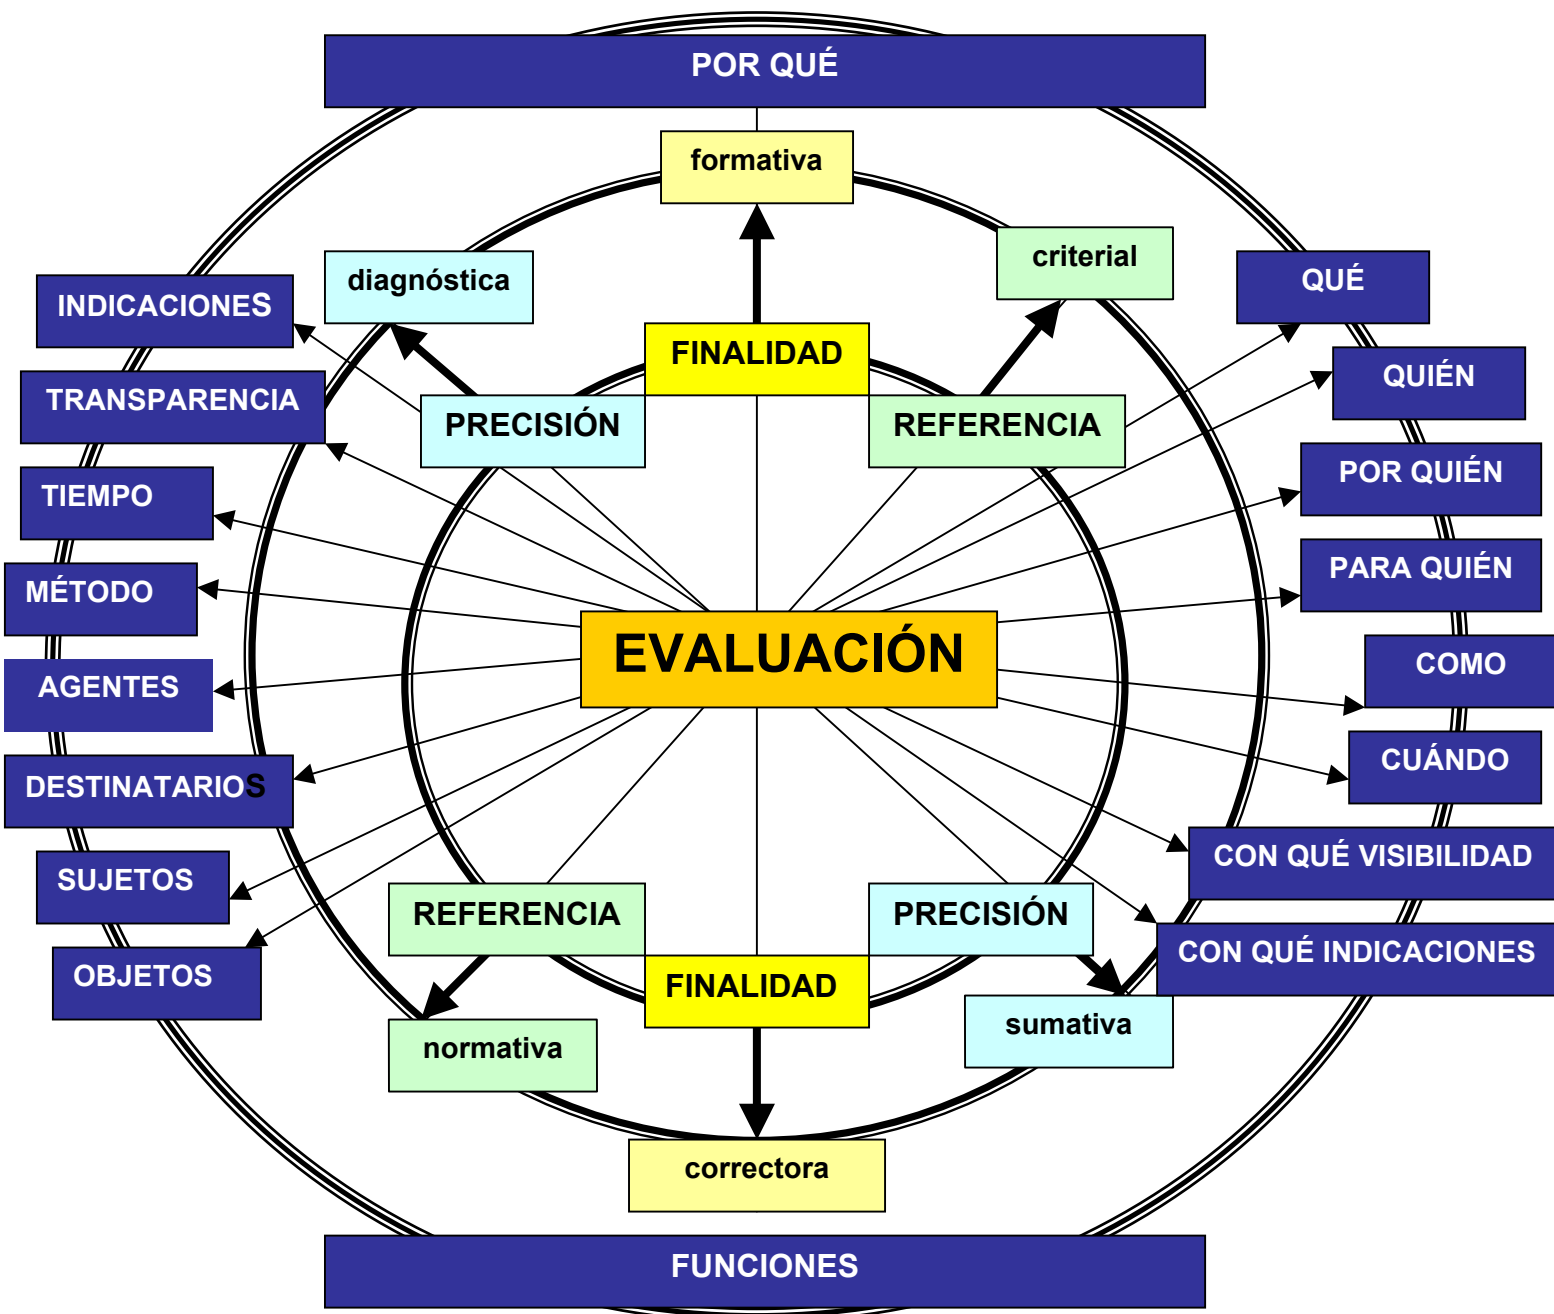 POR QUÉ
formativa
criterial
diagnóstica
QUÉ
INDICACIONES
FINALIDAD
QUIÉN
TRANSPARENCIA
PRECISIÓN
REFERENCIA
POR QUIÉN
TIEMPO
PARA QUIÉN
MÉTODO
EVALUACIÓN
COMO
AGENTES
CUÁNDO
DESTINATARIOS
CON QUÉ VISIBILIDAD
SUJETOS
REFERENCIA
PRECISIÓN
CON QUÉ INDICACIONES
OBJETOS
FINALIDAD
sumativa
normativa
correctora
FUNCIONES